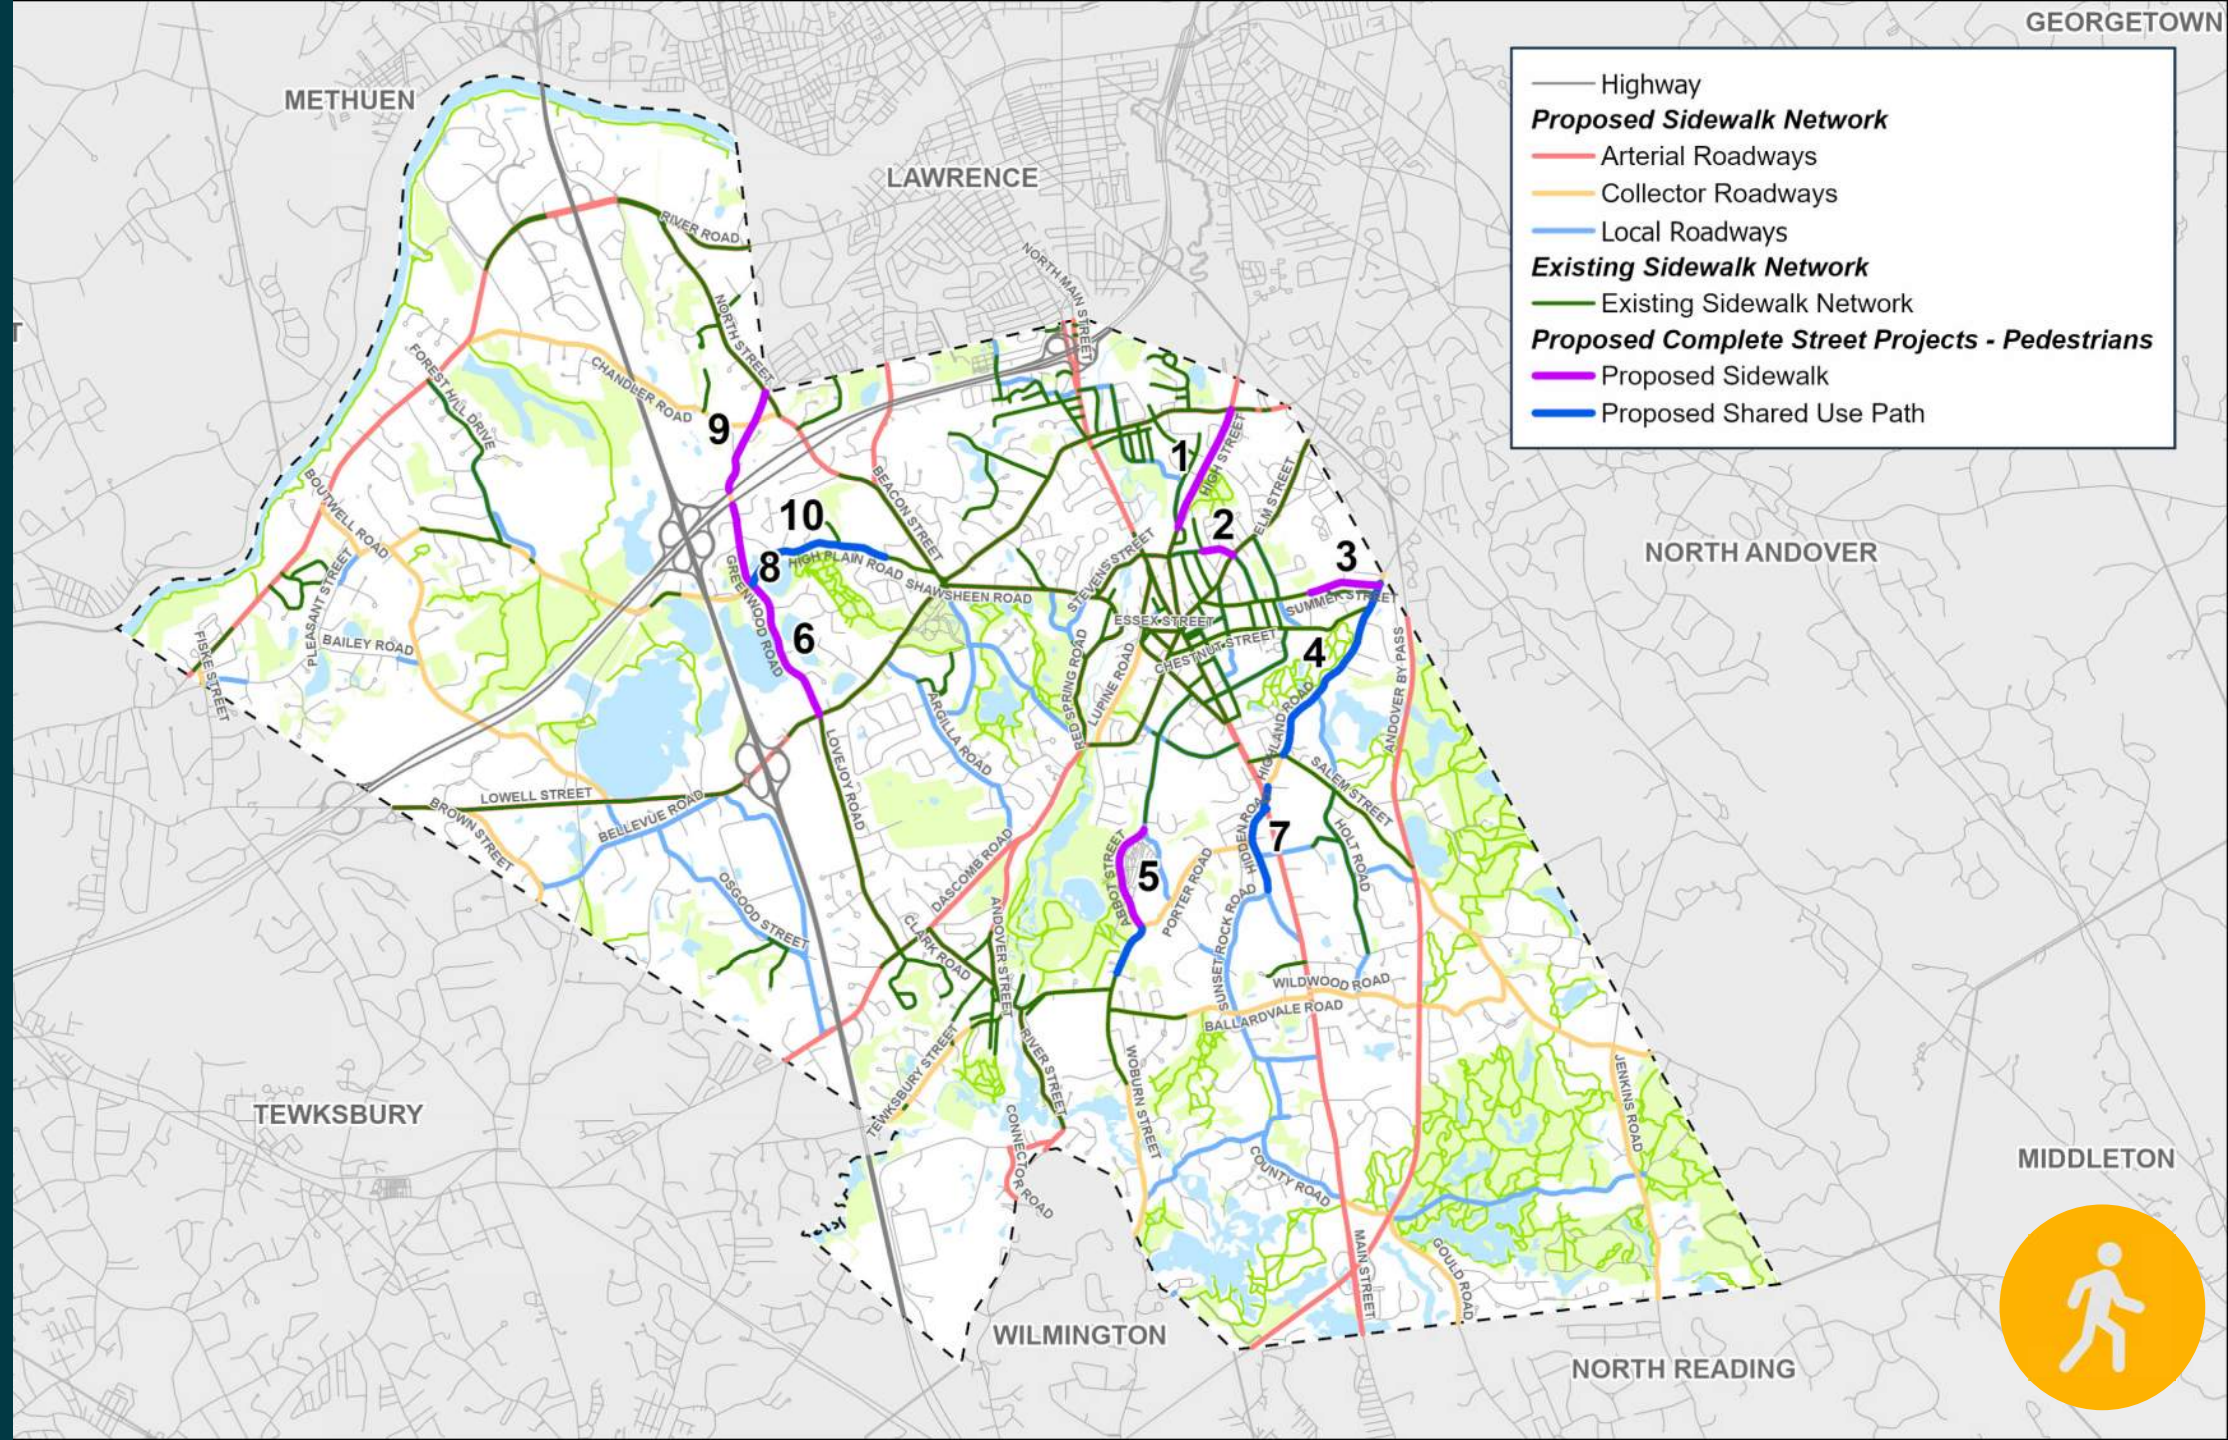 GEORGETOWN
METHUEN
LAWRENCE
NORTH ANDOVER
TEWKSBURY
MIDDLETON
WILMINGTON
NORTH READING
T
Highway
Proposed Sidewalk Network
Arterial Roadways
Collector Roadways
Local Roadways
Existing Sidewalk Network
Existing Sidewalk Network
Proposed Complete Street Projects - Pedestrians
Proposed Sidewalk
Proposed Shared Use Path
RIVER ROAD
NORTH MAIN STREET
NORTH STREET
CHANDLER ROAD
FOREST HILL DRIVE
9
1
HIGH STREET
BEACON STREET
ELM STREET
BOUTWELL ROAD
10
2
8
HIGH PLAIN ROAD
SHAWSHEEN ROAD
STEVENS STREET
3
SUMMER STREET
GREENWOOD ROAD
PLEASANT STREET
BAILEY ROAD
FISKE STREET
6
ESSEX STREET
CHESTNUT STREET
4
RED SPRING ROAD
LUPINE ROAD
HIGHLAND ROAD
ANDOVER BY-PASS
ARGILLA ROAD
LOVEJOY ROAD
SALEM STREET
LOWELL STREET
BROWN STREET
BELLEVUE ROAD
HIDDEN ROA
7
HOLT ROAD
ABBOT STREET
5
PORTER ROAD
DASCOMB ROAD
OSGOOD STREET
CLARK ROAD
ANDOVER STREET
SUNSET ROCK ROAD
WILDWOOD ROAD
BALLARDVALE ROAD
TEWKSBURY STREET
RIVER STREET
WOBURN STREET
JENKINS ROAD
CONNECTOR ROAD
COUNTY ROAD
MAIN STREET
GOULD ROAD